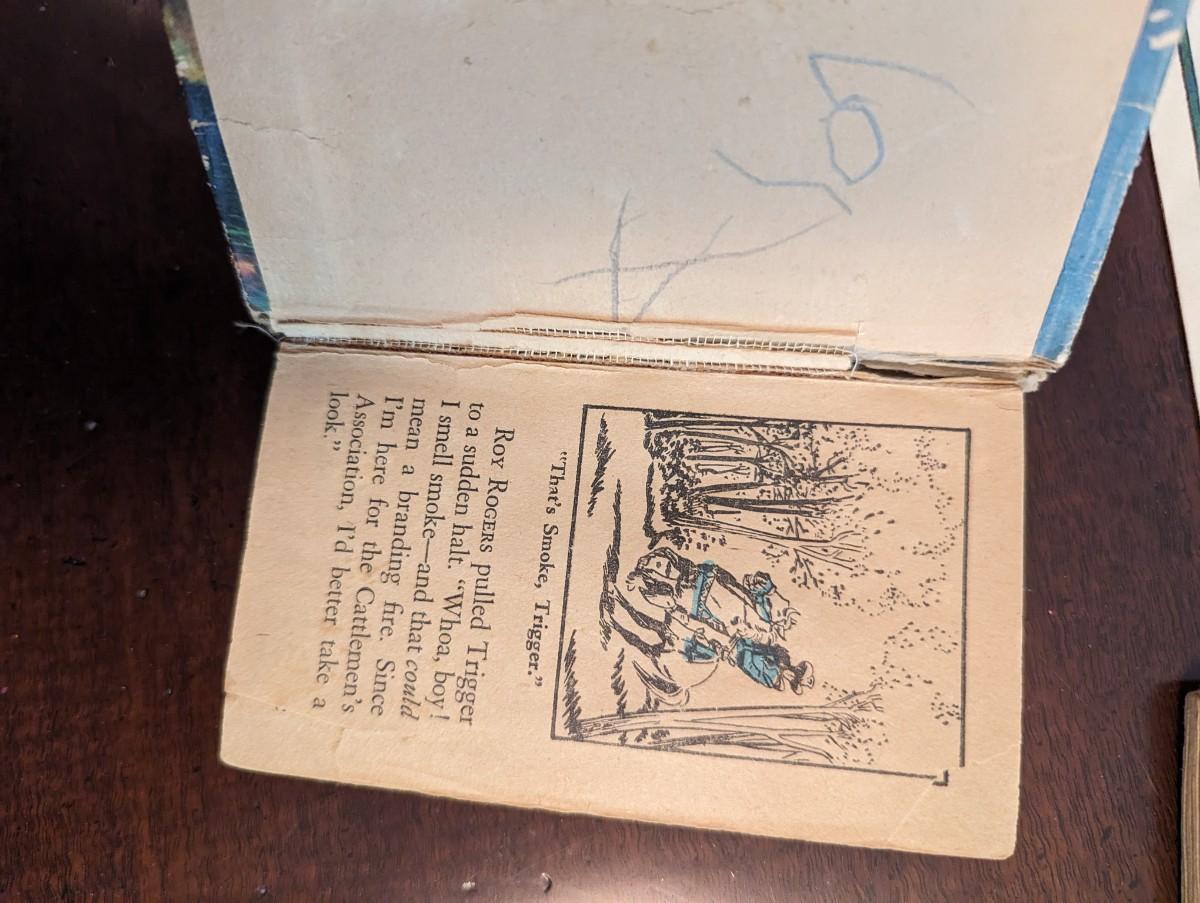 "That's Smoke, Trigger."
ROY ROGERS pulled Trigger
to a sudden halt. "Whoa, boy!
I smell smoke—and that could
mean a branding fire. Since
I'm here for the Cattlemen's
Association, I'd better take a
look."